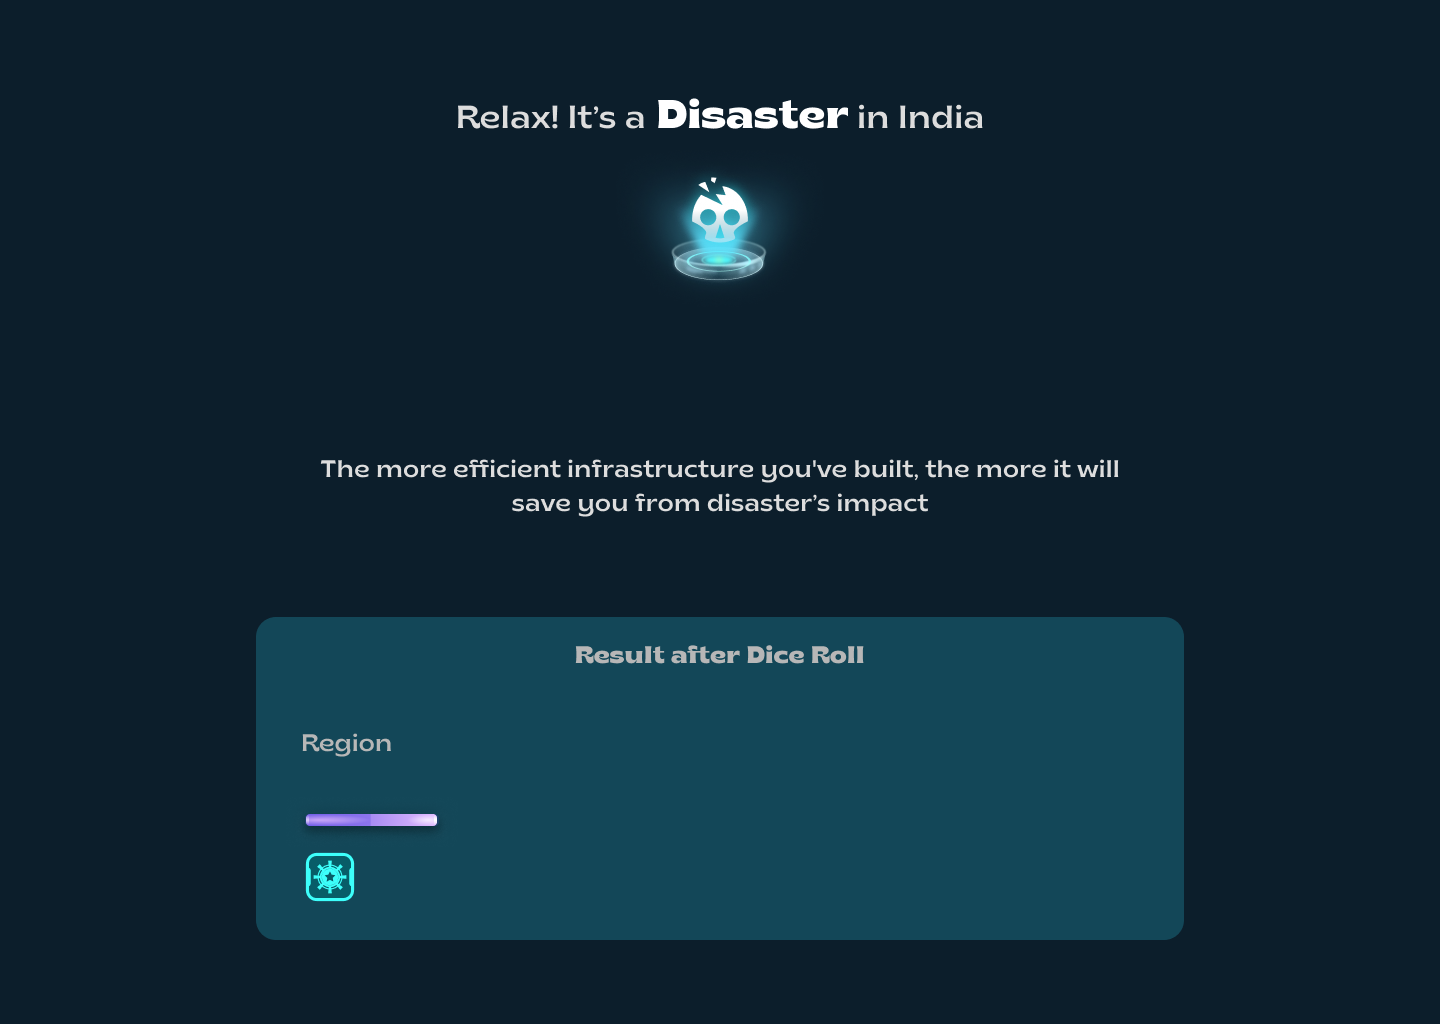 Relax! It’s a Disaster in India
The more efficient infrastructure you've built, the more it will
save you from disaster’s impact
Result after Dice Roll
Region